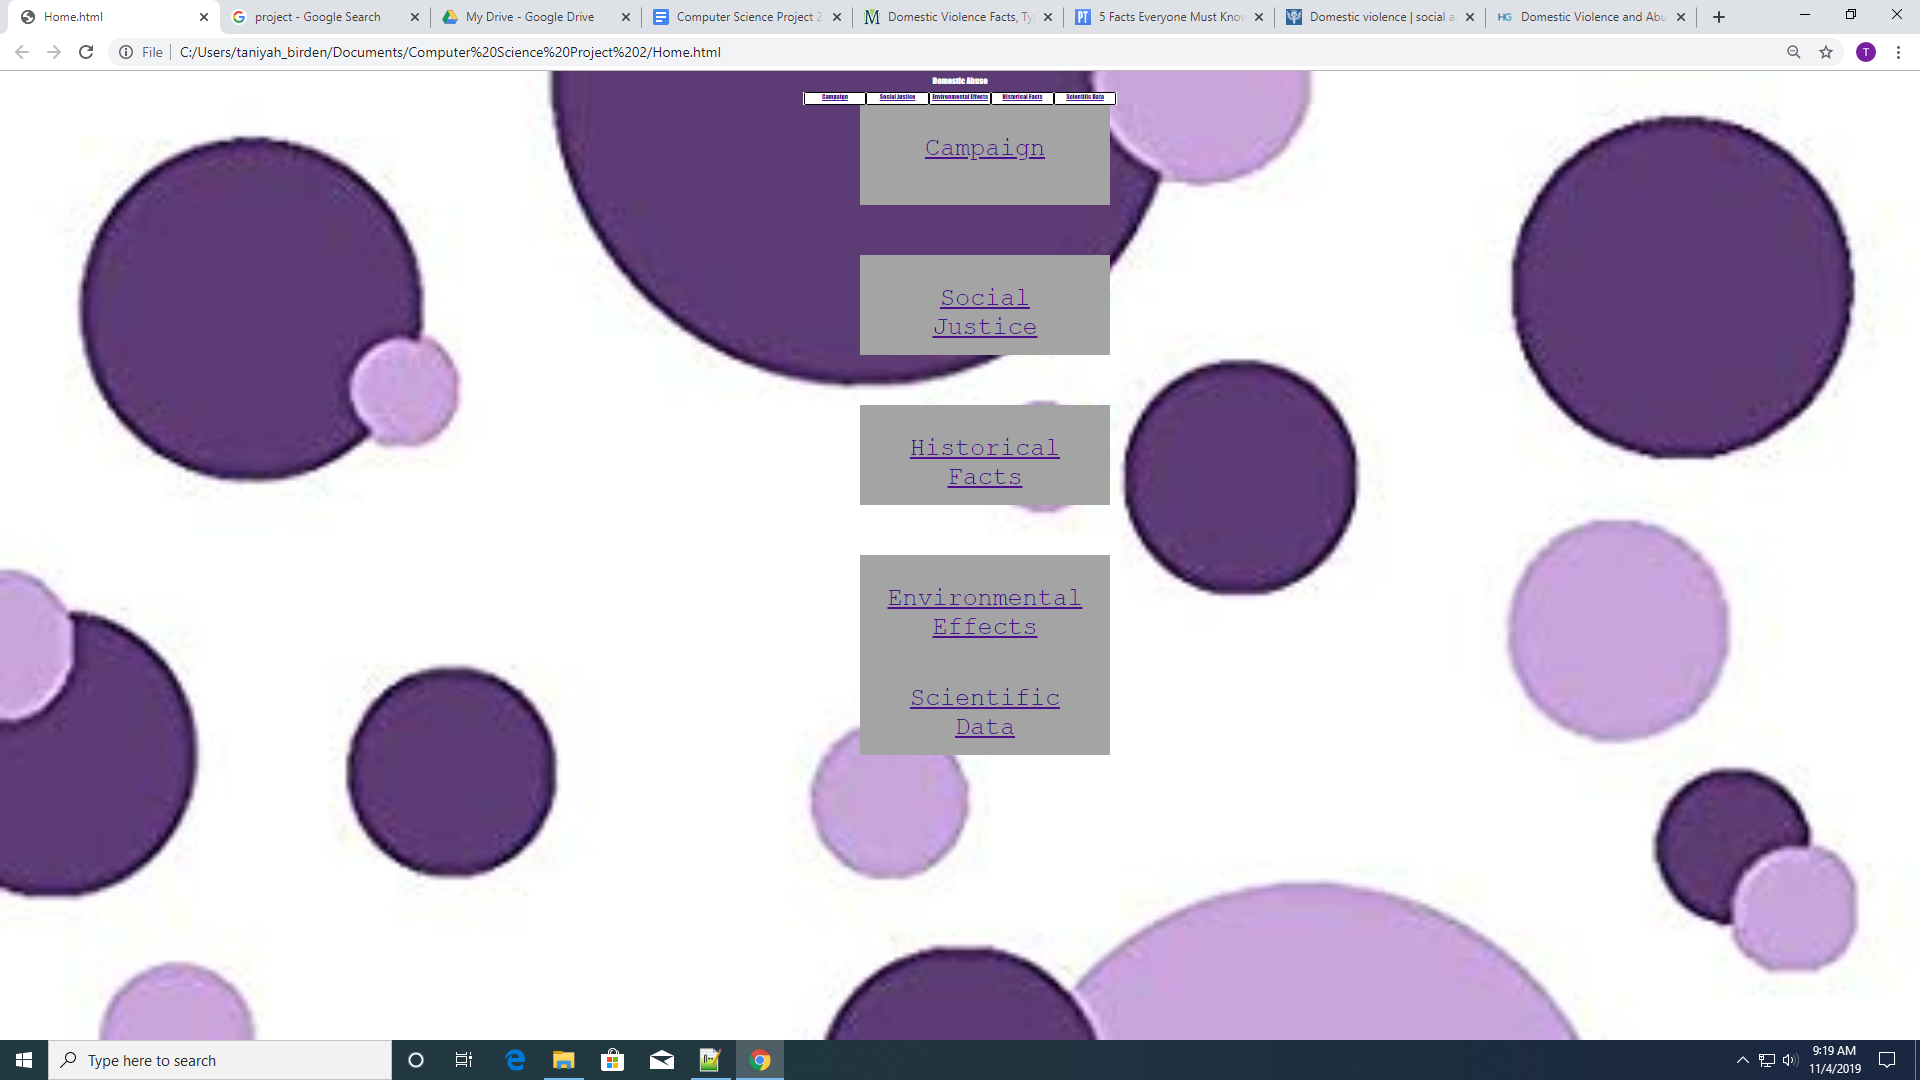 Home.html
project - Google Search
My Drive - Google Drive
Computer Science Project 2
Domestic Violence Facts, Ty
5 Facts Everyone Must Know
Domestic violence | social a
HG
Domestic Violence and Abu
File
C:/Users/taniyah_birden/Documents/Computer%20Science%20Project%202/Home.html
T
Domestic Abuse
Campaign
Social Justice
Environmental Effects
Historical Facts
Scientific Data
Campaign
Social
Justice
Historical
Facts
Environmental
Effects
Scientific
Data
Type here to search
9:19 AM
11/4/2019